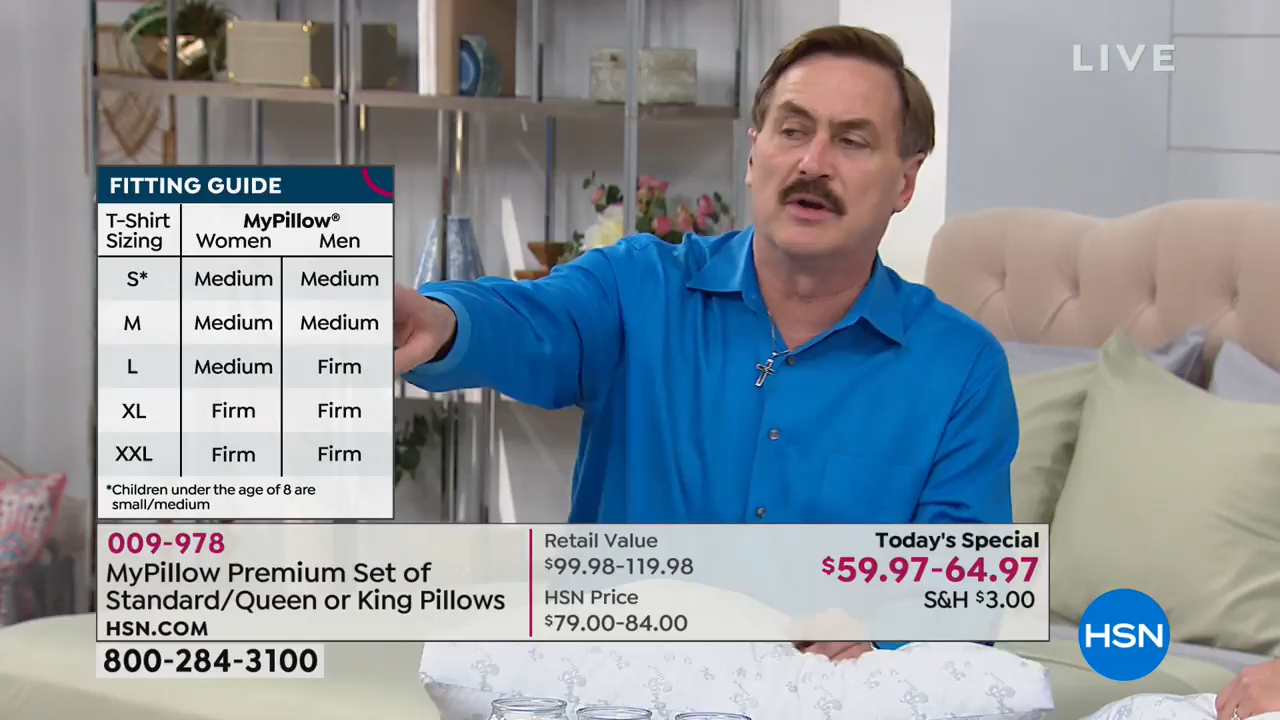 LIVE
FITTING GUIDE
T-Shirt Sizing MyPillow®
Women Men
S* Medium Medium
M Medium Medium
L Medium Firm
XL Firm Firm
XXL Firm Firm
*Children under the age of 8 are
small/medium
009-978
MyPillow Premium Set of
Standard/Queen or King Pillows
HSN.COM
Retail Value
$99.98-119.98
HSN Price
$79.00-84.00
Today's Special
$59.97-64.97
S&H $3.00
HSN
800-284-3100